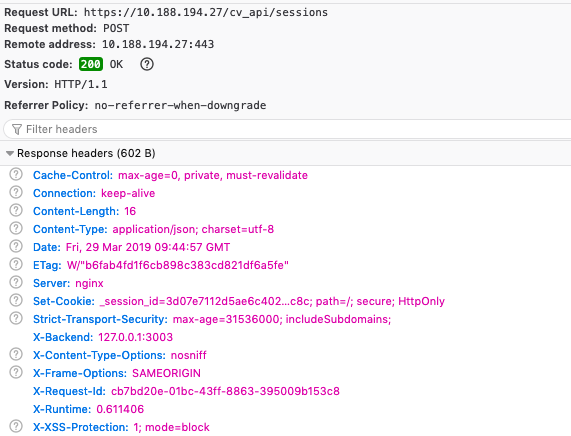 Request URL: https://10.188.194.27/cv_api/sessions
Request method: POST
Remote address: 10.188.194.27:443
Status code: 200 OK ?
Version: HTTP/1.1
Referrer Policy: no-referrer-when-downgrade
Filter headers
Response headers (602 B)
? Cache-Control: max-age=0, private, must-revalidate
? Connection: keep-alive
? Content-Length: 16
? Content-Type: application/json; charset=utf-8
? Date: Fri, 29 Mar 2019 09:44:57 GMT
? ETag: W/"b6fab4fd1f6cb898c383cd821df6a5fe"
? Server: nginx
? Set-Cookie: _session_id=3d07e7112d5ae6c402...c8c; path=/; secure; HttpOnly
? Strict-Transport-Security: max-age=31536000; includeSubdomains;
X-Backend: 127.0.0.1:3003
? X-Content-Type-Options: nosniff
? X-Frame-Options: SAMEORIGIN
X-Request-Id: cb7bd20e-01bc-43ff-8863-395009b153c8
X-Runtime: 0.611406
? X-XSS-Protection: 1; mode=block